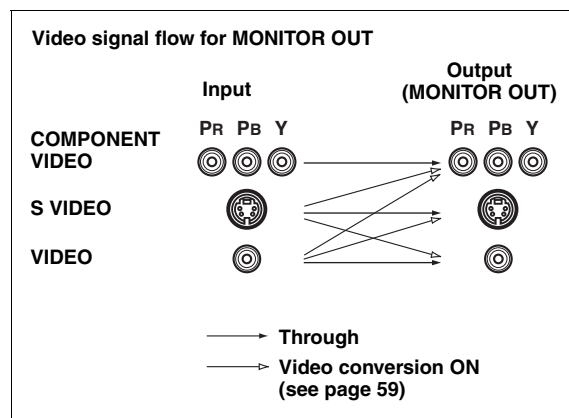 Video signal flow for MONITOR OUT
Input
Output
(MONITOR OUT)
PR PB Y
PR PB Y
COMPONENT
VIDEO
S VIDEO
VIDEO
Through
Video conversion ON
(see page 59)